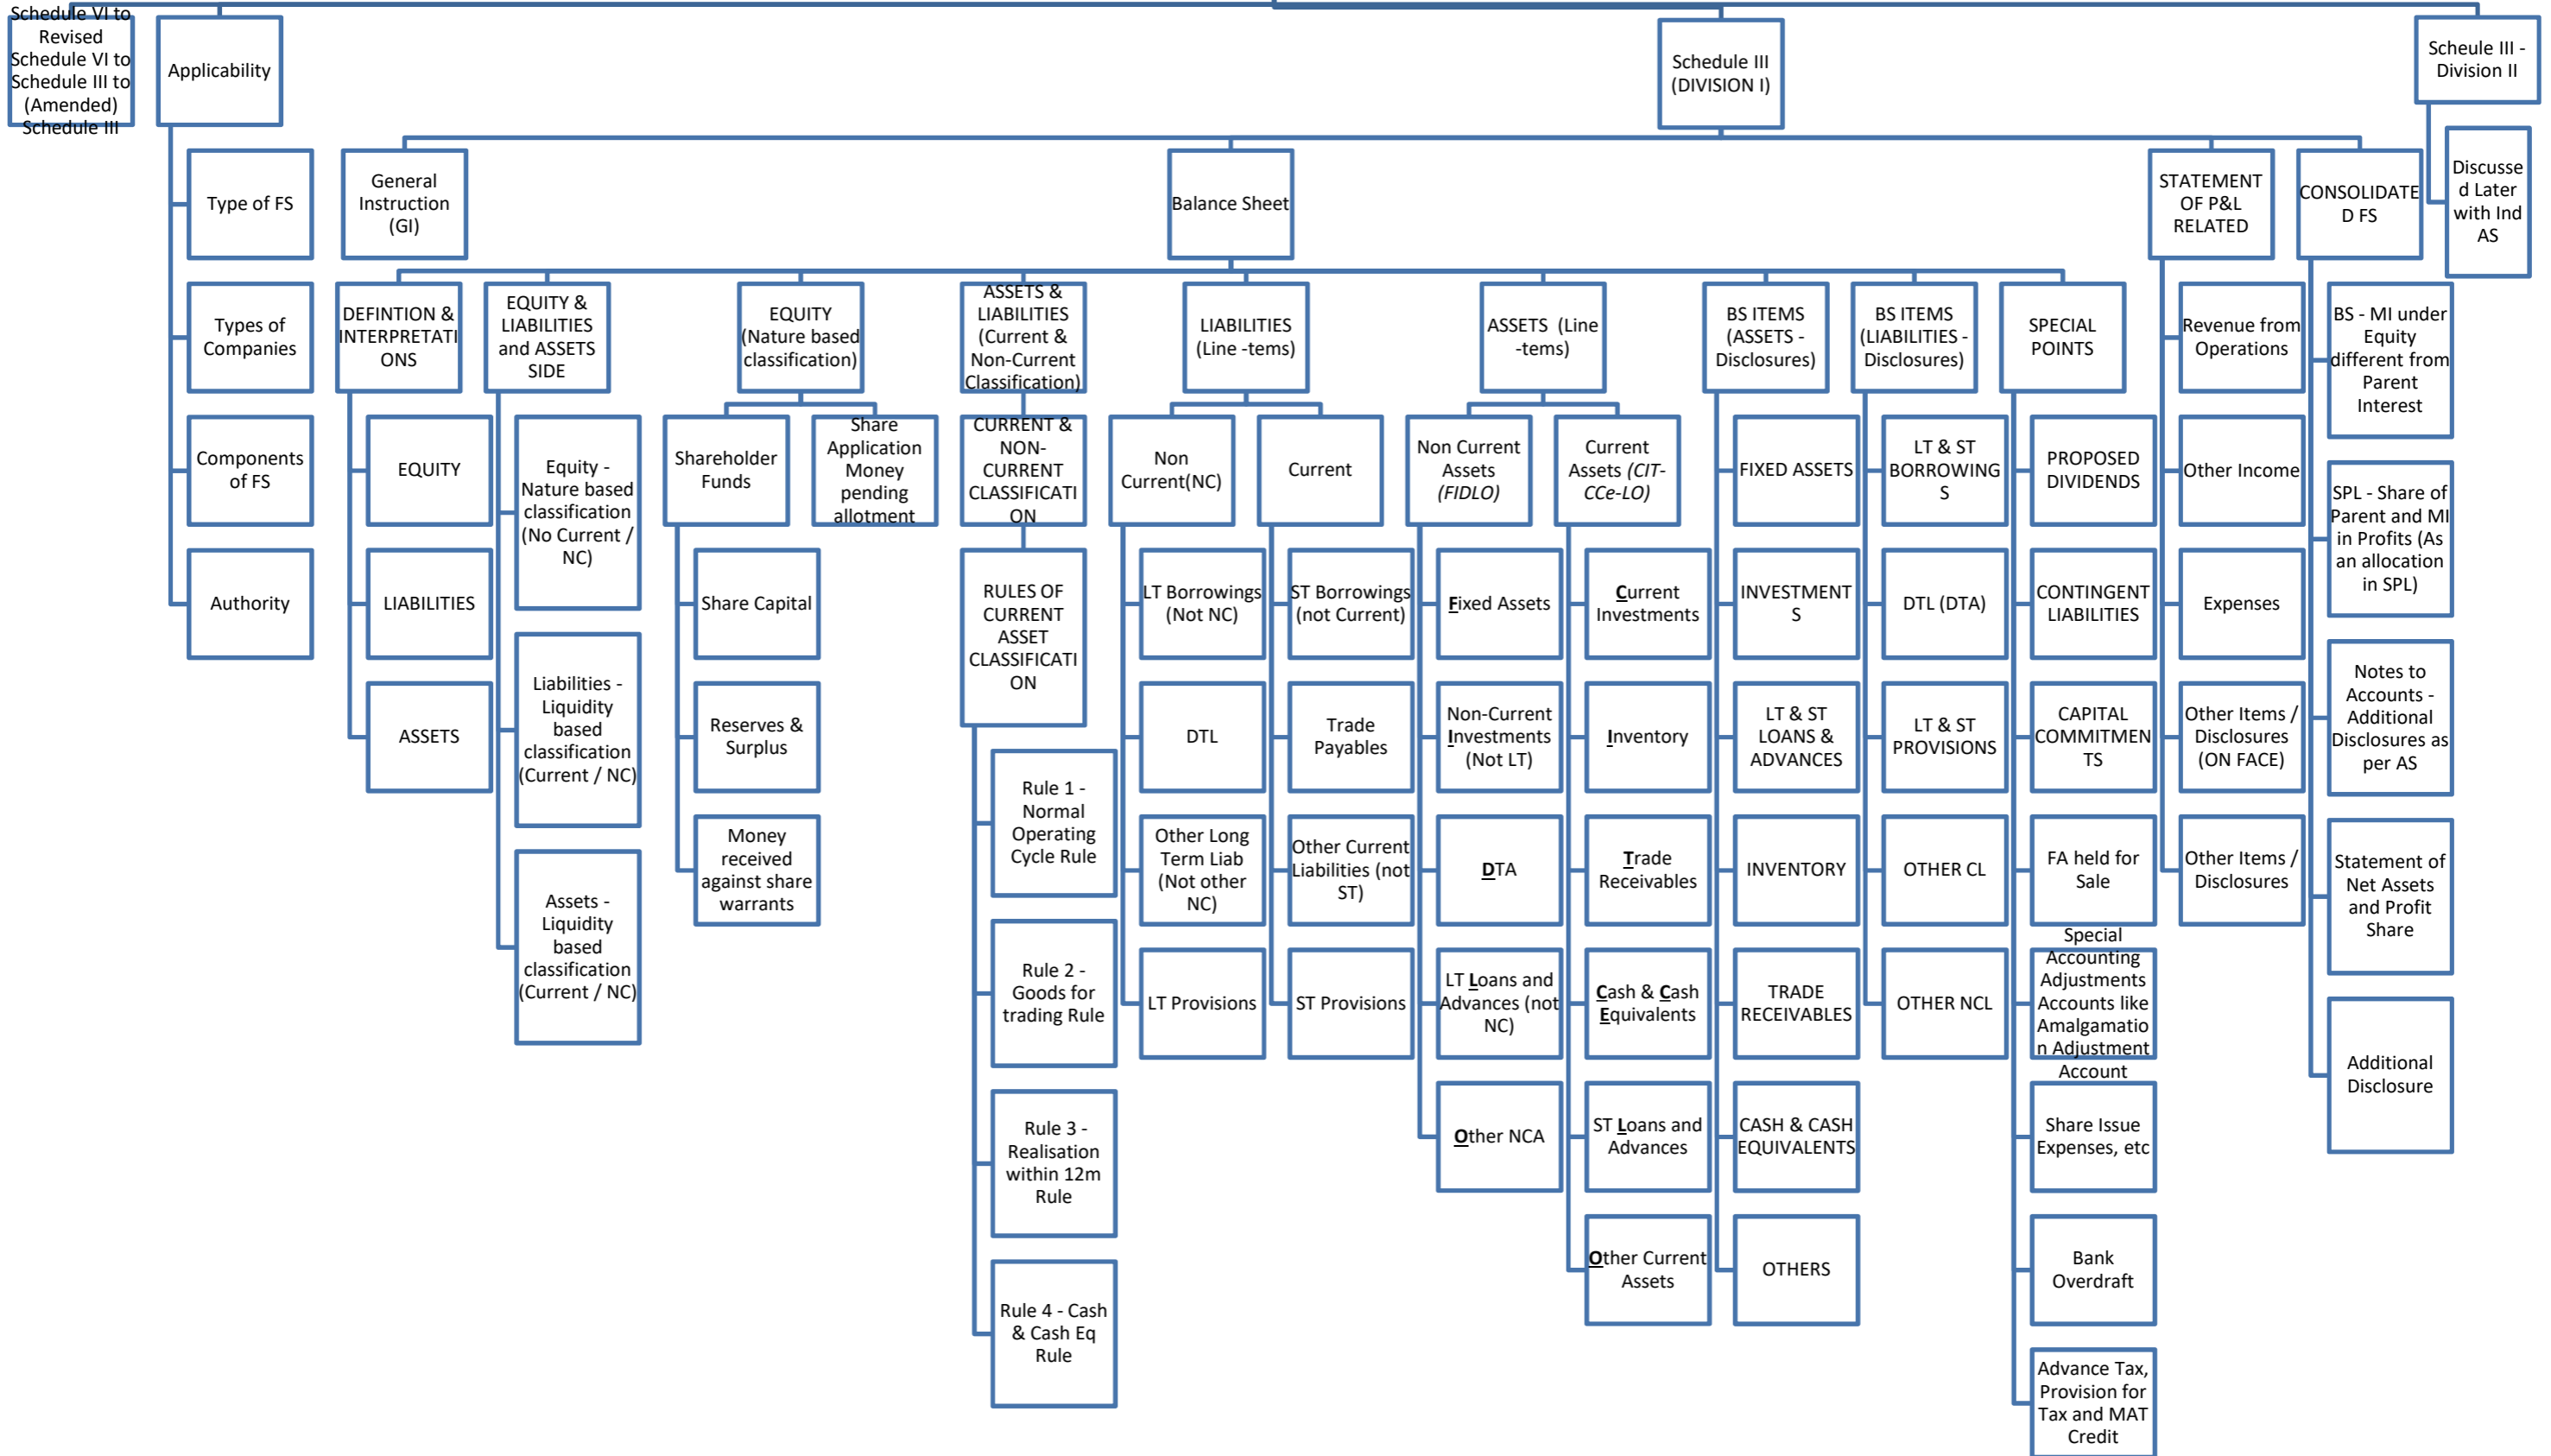 Schedule VI to
Revised
Schedule VI to
Schedule III to
(Amended)
Schedule III
Applicability
Type of FS
Types of
Companies
Components
of FS
Authority
Schedule III
(DIVISION I)
General
Instruction
(GI)
Balance Sheet
DEFINTION &
INTERPRETATI
ONS
EQUITY
LIABILITIES
ASSETS
EQUITY &
LIABILITIES
and ASSETS
SIDE
Equity -
Nature based
classification
(No Current /
NC)
Liabilities -
Liquidity
based
classification
(Current / NC)
Assets -
Liquidity
based
classification
(Current / NC)
EQUITY
(Nature based
classification)
Shareholder
Funds
Share Capital
Reserves &
Surplus
Money
received
against share
warrants
Share
Application
Money
pending
allotment
ASSETS &
LIABILITIES
(Current &
Non-Current
Classification)
CURRENT &
NON-
CURRENT
CLASSIFICATI
ON
RULES OF
CURRENT
ASSET
CLASSIFICATI
ON
Rule 1 -
Normal
Operating
Cycle Rule
Rule 2 -
Goods for
trading Rule
Rule 3 -
Realisation
within 12m
Rule
Rule 4 - Cash
& Cash Eq
Rule
LIABILITIES
(Line -tems)
Non
Current(NC)
LT Borrowings
(Not NC)
DTL
Other Long
Term Liab
(Not other
NC)
LT Provisions
Current
ST Borrowings
(not Current)
Trade
Payables
Other Current
Liabilities (not
ST)
ST Provisions
ASSETS (Line
-tems)
Non Current
Assets
(FIDLO)
Fixed Assets
Non-Current
Investments
(Not LT)
DTA
LT Loans and
Advances (not
NC)
Other NCA
Current
Assets (CIT-
CCe-LO)
Current
Investments
Inventory
Trade
Receivables
Cash & Cash
Equivalents
ST Loans and
Advances
Other Current
Assets
BS ITEMS
(ASSETS -
Disclosures)
FIXED ASSETS
INVESTMENT
S
LT & ST
LOANS &
ADVANCES
INVENTORY
TRADE
RECEIVABLES
CASH & CASH
EQUIVALENTS
OTHERS
BS ITEMS
(LIABILITIES -
Disclosures)
LT & ST
BORROWING
S
DTL (DTA)
LT & ST
PROVISIONS
OTHER CL
OTHER NCL
SPECIAL
POINTS
PROPOSED
DIVIDENDS
CONTINGENT
LIABILITIES
CAPITAL
COMMITMEN
TS
FA held for
Sale
Special
Accounting
Adjustments
Accounts like
Amalgamatio
n Adjustment
Account
Share Issue
Expenses, etc
Bank
Overdraft
Advance Tax,
Provision for
Tax and MAT
Credit
STATEMENT
OF P&L
RELATED
Revenue from
Operations
Other Income
Expenses
Other Items /
Disclosures
(ON FACE)
Other Items /
Disclosures
CONSOLIDATE
D FS
BS - MI under
Equity
different from
Parent
Interest
SPL - Share of
Parent and MI
in Profits (As
an allocation
in SPL)
Notes to
Accounts -
Additional
Disclosures as
per AS
Statement of
Net Assets
and Profit
Share
Additional
Disclosure
Scheule III -
Division II
Discusse
d Later
with Ind
AS